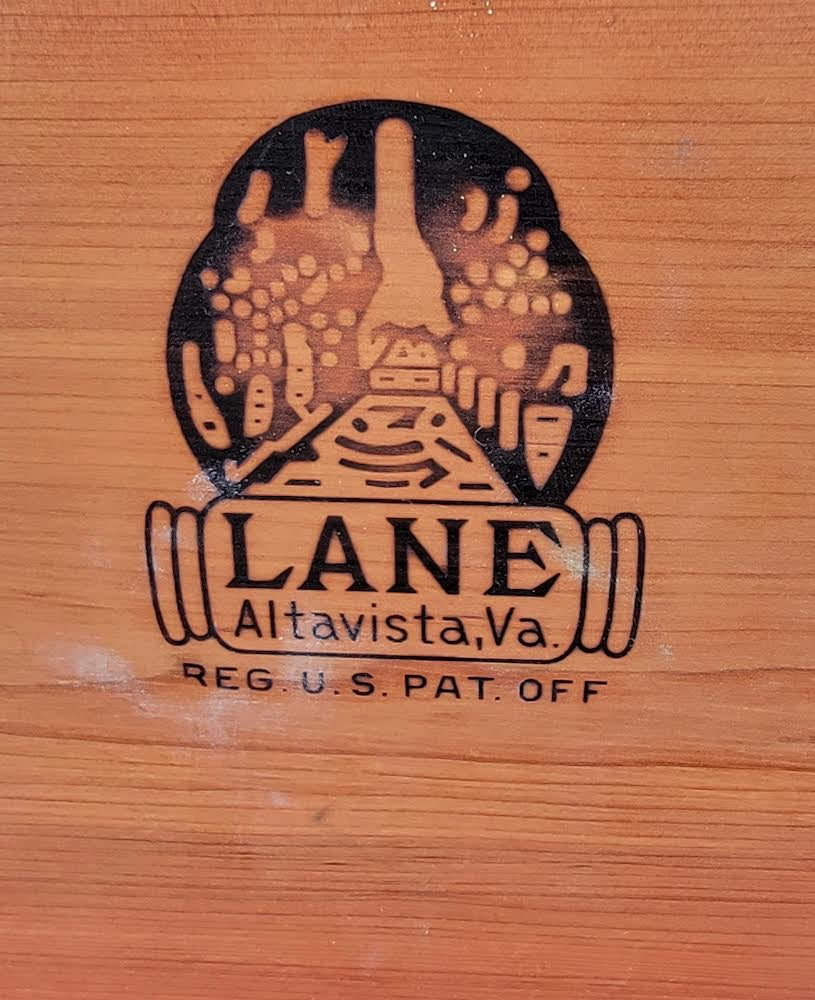 LANE
Altavista,Va.
REG. U.S. PAT. OFF